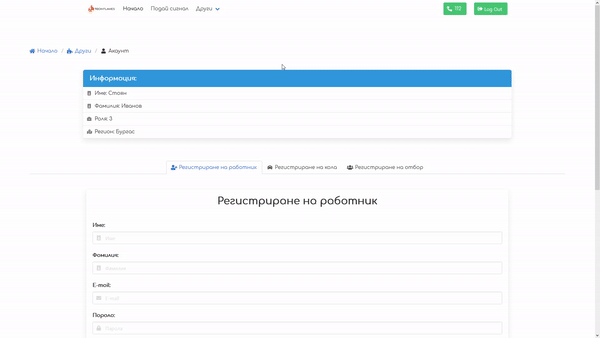 Начало Подай сигнал Други 112 Log Out
Начало / Други / Акаунт
Информация:
Име: Стоян
Фамилия: Иванов
Роля: 3
Регион: Бургас
Регистриране на работник Регистриране на кола Регистриране на отбор
Регистриране на работник
Име:
Име
Фамилия:
Фамилия
E-mail:
E-mail
Парола:
Парола